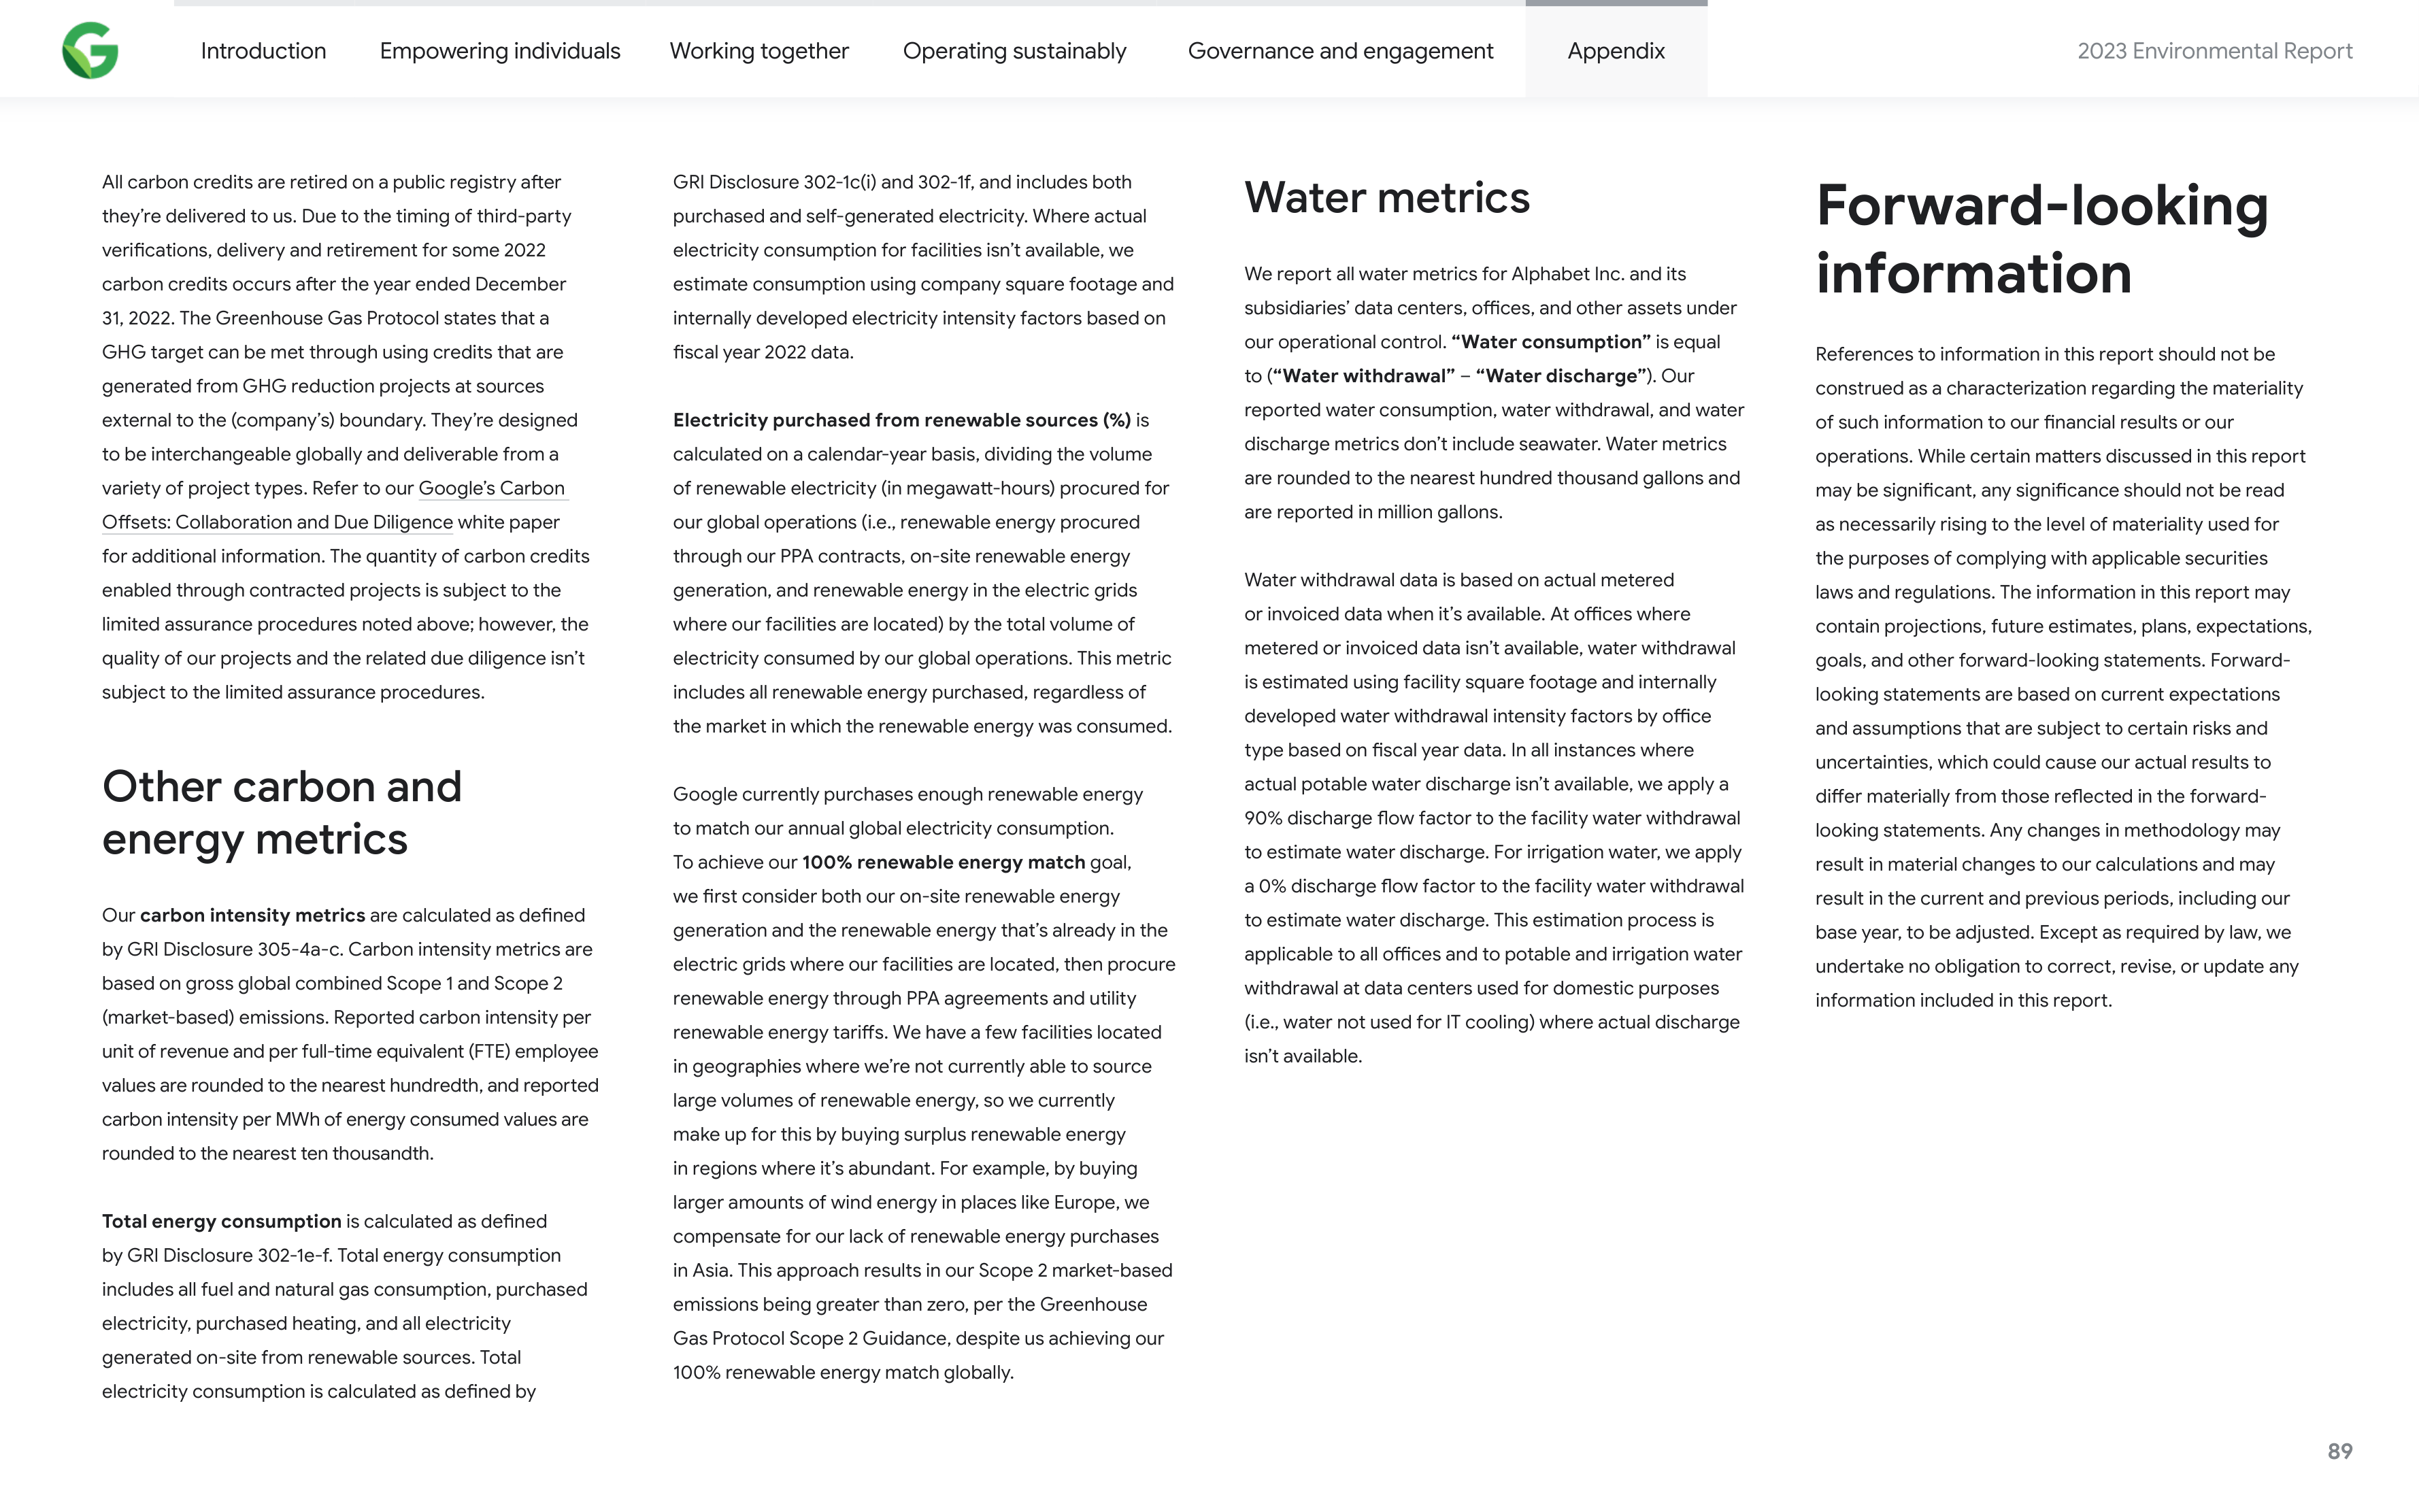 Introduction
Empowering individuals
Working together
Operating sustainably
Governance and engagement
Appendix
2023 Environmental Report
All carbon credits are retired on a public registry after
they’re delivered to us. Due to the timing of third-party
verifications, delivery and retirement for some 2022
carbon credits occurs after the year ended December
31, 2022. The Greenhouse Gas Protocol states that a
GHG target can be met through using credits that are
generated from GHG reduction projects at sources
external to the (company’s) boundary. They’re designed
to be interchangeable globally and deliverable from a
variety of project types. Refer to our Google’s Carbon
Offsets: Collaboration and Due Diligence white paper
for additional information. The quantity of carbon credits
enabled through contracted projects is subject to the
limited assurance procedures noted above; however, the
quality of our projects and the related due diligence isn’t
subject to the limited assurance procedures.
Other carbon and
energy metrics
Our carbon intensity metrics are calculated as defined
by GRI Disclosure 305-4a-c. Carbon intensity metrics are
based on gross global combined Scope 1 and Scope 2
(market-based) emissions. Reported carbon intensity per
unit of revenue and per full-time equivalent (FTE) employee
values are rounded to the nearest hundredth, and reported
carbon intensity per MWh of energy consumed values are
rounded to the nearest ten thousandth.
Total energy consumption is calculated as defined
by GRI Disclosure 302-1e-f. Total energy consumption
includes all fuel and natural gas consumption, purchased
electricity, purchased heating, and all electricity
generated on-site from renewable sources. Total
electricity consumption is calculated as defined by
GRI Disclosure 302-1c(i) and 302-1f, and includes both
purchased and self-generated electricity. Where actual
electricity consumption for facilities isn’t available, we
estimate consumption using company square footage and
internally developed electricity intensity factors based on
fiscal year 2022 data.
Electricity purchased from renewable sources (%) is
calculated on a calendar-year basis, dividing the volume
of renewable electricity (in megawatt-hours) procured for
our global operations (i.e., renewable energy procured
through our PPA contracts, on-site renewable energy
generation, and renewable energy in the electric grids
where our facilities are located) by the total volume of
electricity consumed by our global operations. This metric
includes all renewable energy purchased, regardless of
the market in which the renewable energy was consumed.
Google currently purchases enough renewable energy
to match our annual global electricity consumption.
To achieve our 100% renewable energy match goal,
we first consider both our on-site renewable energy
generation and the renewable energy that’s already in the
electric grids where our facilities are located, then procure
renewable energy through PPA agreements and utility
renewable energy tariffs. We have a few facilities located
in geographies where we’re not currently able to source
large volumes of renewable energy, so we currently
make up for this by buying surplus renewable energy
in regions where it’s abundant. For example, by buying
larger amounts of wind energy in places like Europe, we
compensate for our lack of renewable energy purchases
in Asia. This approach results in our Scope 2 market-based
emissions being greater than zero, per the Greenhouse
Gas Protocol Scope 2 Guidance, despite us achieving our
100% renewable energy match globally.
Water metrics
We report all water metrics for Alphabet Inc. and its
subsidiaries’ data centers, offices, and other assets under
our operational control. “Water consumption” is equal
to (“Water withdrawal” – “Water discharge”). Our
reported water consumption, water withdrawal, and water
discharge metrics don’t include seawater. Water metrics
are rounded to the nearest hundred thousand gallons and
are reported in million gallons.
Water withdrawal data is based on actual metered
or invoiced data when it’s available. At offices where
metered or invoiced data isn’t available, water withdrawal
is estimated using facility square footage and internally
developed water withdrawal intensity factors by office
type based on fiscal year data. In all instances where
actual potable water discharge isn’t available, we apply a
90% discharge flow factor to the facility water withdrawal
to estimate water discharge. For irrigation water, we apply
a 0% discharge flow factor to the facility water withdrawal
to estimate water discharge. This estimation process is
applicable to all offices and to potable and irrigation water
withdrawal at data centers used for domestic purposes
(i.e., water not used for IT cooling) where actual discharge
isn’t available.
Forward-looking
information
References to information in this report should not be
construed as a characterization regarding the materiality
of such information to our financial results or our
operations. While certain matters discussed in this report
may be significant, any significance should not be read
as necessarily rising to the level of materiality used for
the purposes of complying with applicable securities
laws and regulations. The information in this report may
contain projections, future estimates, plans, expectations,
goals, and other forward-looking statements. Forward-
looking statements are based on current expectations
and assumptions that are subject to certain risks and
uncertainties, which could cause our actual results to
differ materially from those reflected in the forward-
looking statements. Any changes in methodology may
result in material changes to our calculations and may
result in the current and previous periods, including our
base year, to be adjusted. Except as required by law, we
undertake no obligation to correct, revise, or update any
information included in this report.
89